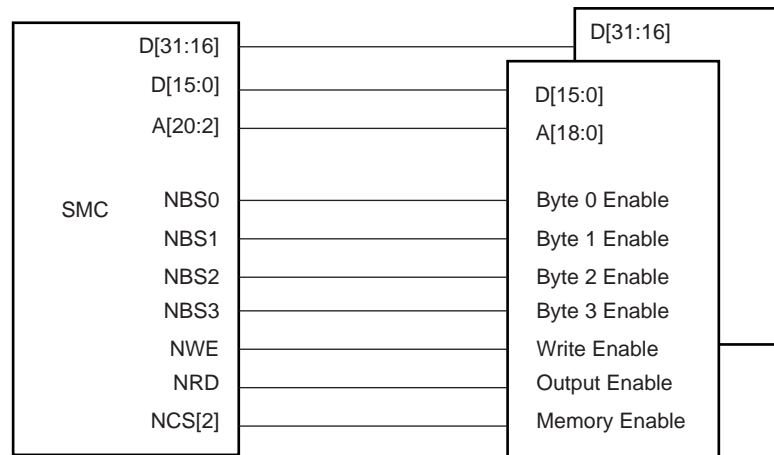 D[31:16] D[31:16]
D[15:0] D[15:0]
A[20:2] A[18:0]
SMC
NBS0 Byte 0 Enable
NBS1 Byte 1 Enable
NBS2 Byte 2 Enable
NBS3 Byte 3 Enable
NWE Write Enable
NRD Output Enable
NCS[2] Memory Enable